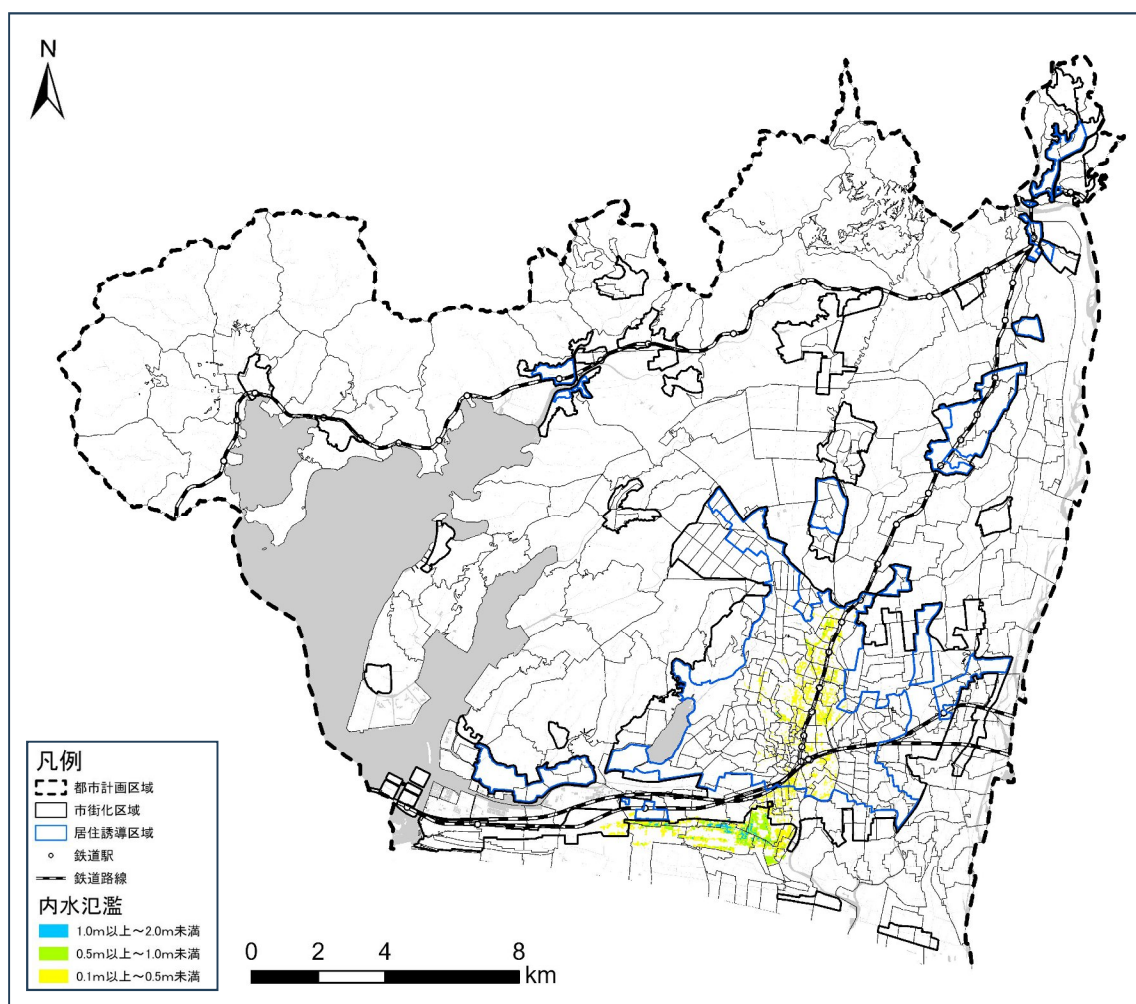 N
凡例
都市計画区域
市街化区域
居住誘導区域
鉄道駅
鉄道路線
内水氾濫
1.0m以上～2.0m未満
0.5m以上～1.0m未満
0.1m以上～0.5m未満
0 2 4 8
km